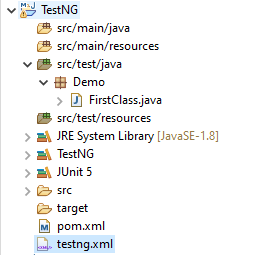 TestNG
src/main/java
src/main/resources
src/test/java
Demo
FirstClass.java
src/test/resources
JRE System Library [JavaSE-1.8]
TestNG
JUnit 5
src
target
pom.xml
testng.xml